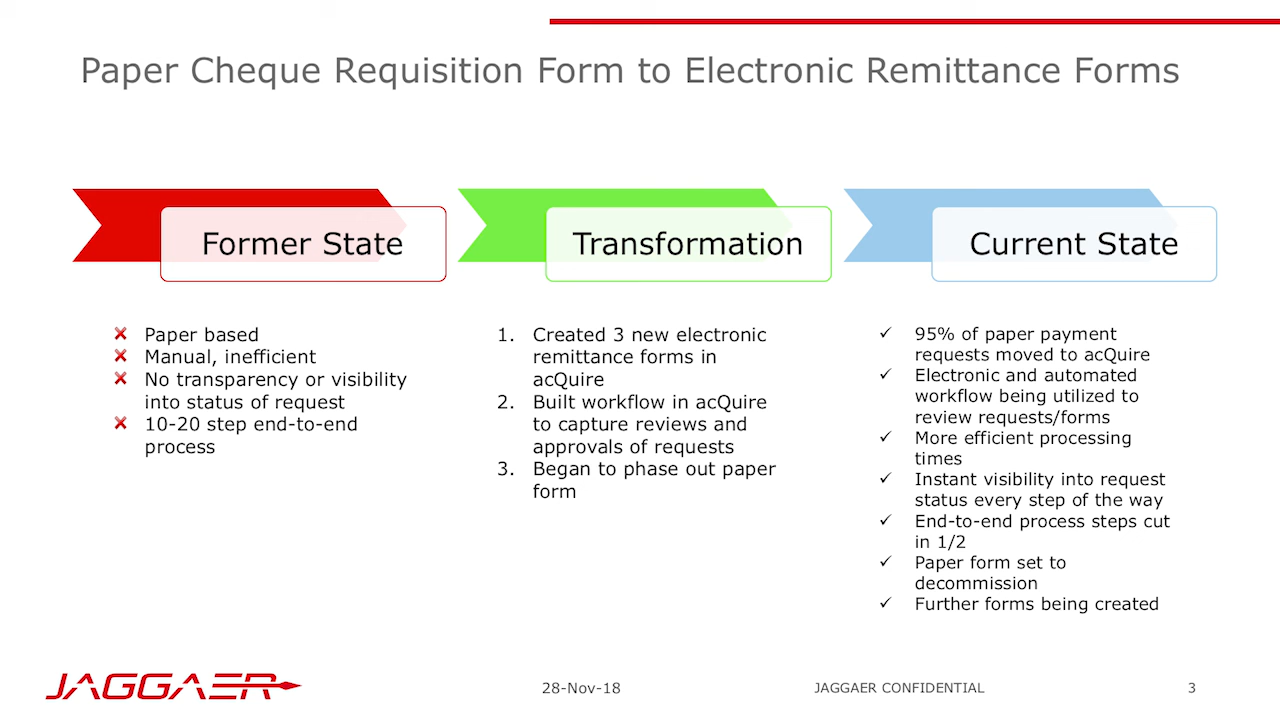 Paper Cheque Requisition Form to Electronic Remittance Forms
Former State
Paper based
Manual, inefficient
No transparency or visibility
into status of request
10-20 step end-to-end
process
Transformation
1. Created 3 new electronic
remittance forms in
acQuire
2. Built workflow in acQuire
to capture reviews and
approvals of requests
3. Began to phase out paper
form
Current State
95% of paper payment
requests moved to acQuire
Electronic and automated
workflow being utilized to
review requests/forms
More efficient processing
times
Instant visibility into request
status every step of the way
End-to-end process steps cut
in 1/2
Paper form set to
decommission
Further forms being created
JAGGAER
28-Nov-18
JAGGAER CONFIDENTIAL
3